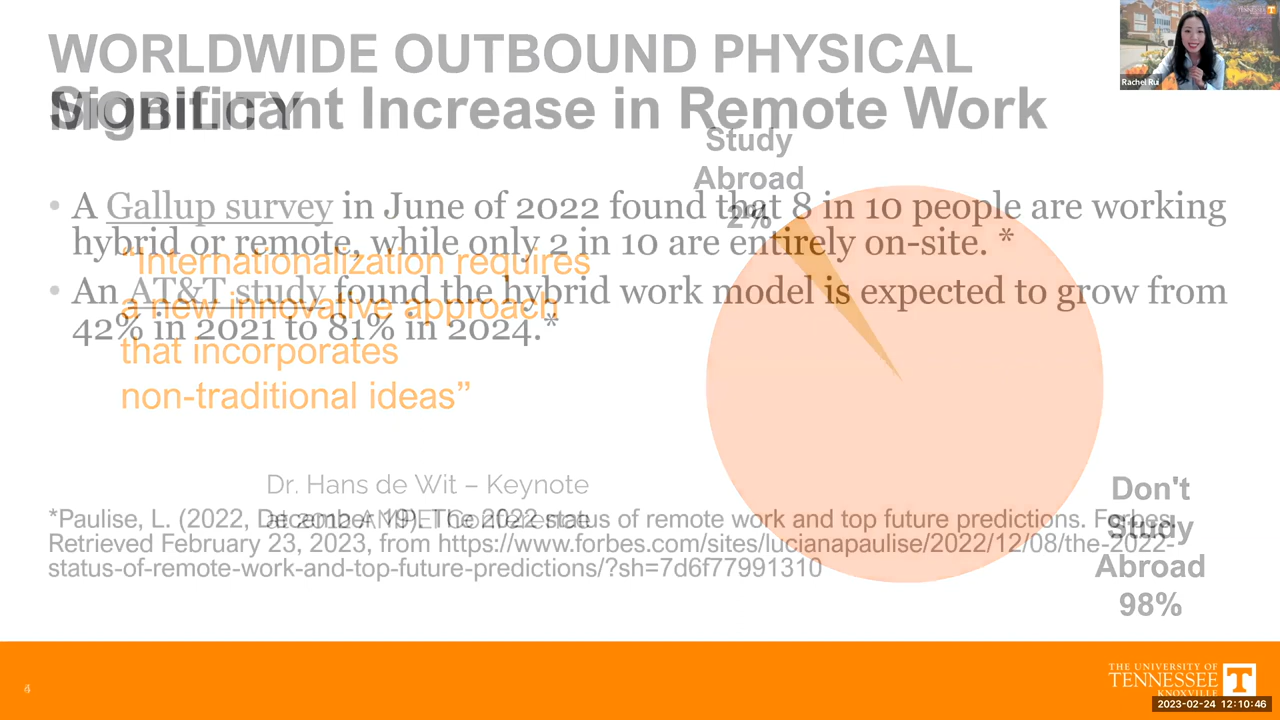 WORLDWIDE OUTBOUND PHYSICAL
MOBILITY
Significant Increase in Remote Work
Study
Abroad
2%
• A Gallup survey in June of 2022 found that 8 in 10 people are working
hybrid or remote, while only 2 in 10 are entirely on-site. *
• An AT&T study found the hybrid work model is expected to grow from
42% in 2021 to 81% in 2024.*
“Internationalization requires
a new innovative approach
that incorporates
non-traditional ideas”
Dr. Hans de Wit – Keynote
at 2012 AMPEI Conference
*Paulise, L. (2022, December 19). The 2022 status of remote work and top future predictions. Forbes.
Retrieved February 23, 2023, from https://www.forbes.com/sites/lucianapaulise/2022/12/08/the-2022-
status-of-remote-work-and-top-future-predictions/?sh=7d6f77991310
Don't
Study
Abroad
98%
THE UNIVERSITY OF
TENNESSEE
KNOXVILLE
T
Rachel Rui
2023-02-24 12:10:46